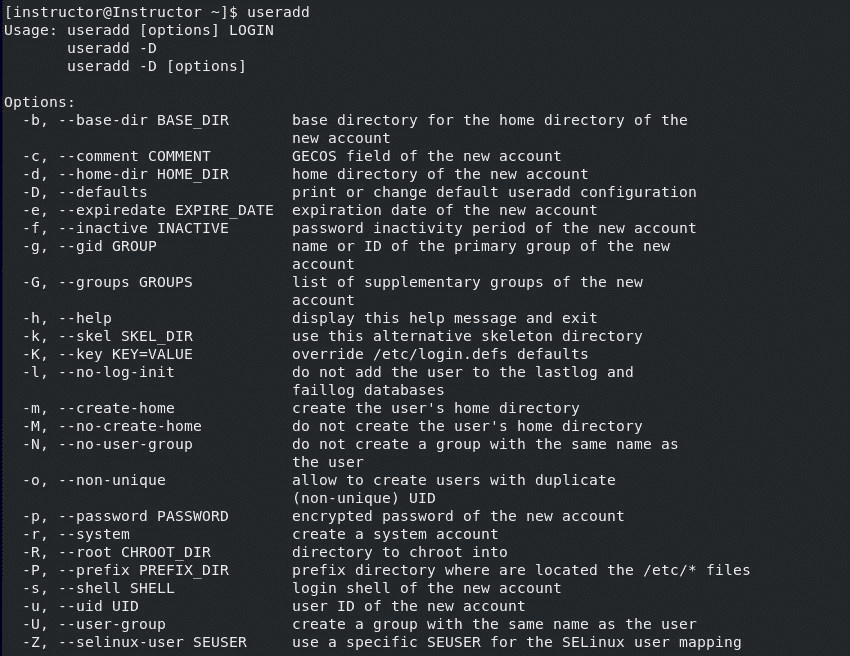 [instructor@Instructor ~]$ useradd
Usage: useradd [options] LOGIN
       useradd -D
       useradd -D [options]

Options:
  -b, --base-dir BASE_DIR       base directory for the home directory of the
                                new account
  -c, --comment COMMENT         GECOS field of the new account
  -d, --home-dir HOME_DIR       home directory of the new account
  -D, --defaults                print or change default useradd configuration
  -e, --expiredate EXPIRE_DATE  expiration date of the new account
  -f, --inactive INACTIVE       password inactivity period of the new account
  -g, --gid GROUP               name or ID of the primary group of the new
                                account
  -G, --groups GROUPS           list of supplementary groups of the new
                                account
  -h, --help                    display this help message and exit
  -k, --skel SKEL_DIR           use this alternative skeleton directory
  -K, --key KEY=VALUE           override /etc/login.defs defaults
  -l, --no-log-init             do not add the user to the lastlog and
                                faillog databases
  -m, --create-home             create the user's home directory
  -M, --no-create-home          do not create the user's home directory
  -N, --no-user-group           do not create a group with the same name as
                                the user
  -o, --non-unique              allow to create users with duplicate
                                (non-unique) UID
  -p, --password PASSWORD       encrypted password of the new account
  -r, --system                  create a system account
  -R, --root CHROOT_DIR         directory to chroot into
  -P, --prefix PREFIX_DIR       prefix directory where are located the /etc/* files
  -s, --shell SHELL             login shell of the new account
  -u, --uid UID                 user ID of the new account
  -U, --user-group              create a group with the same name as the user
  -Z, --selinux-user SEUSER     use a specific SEUSER for the SELinux user mapping